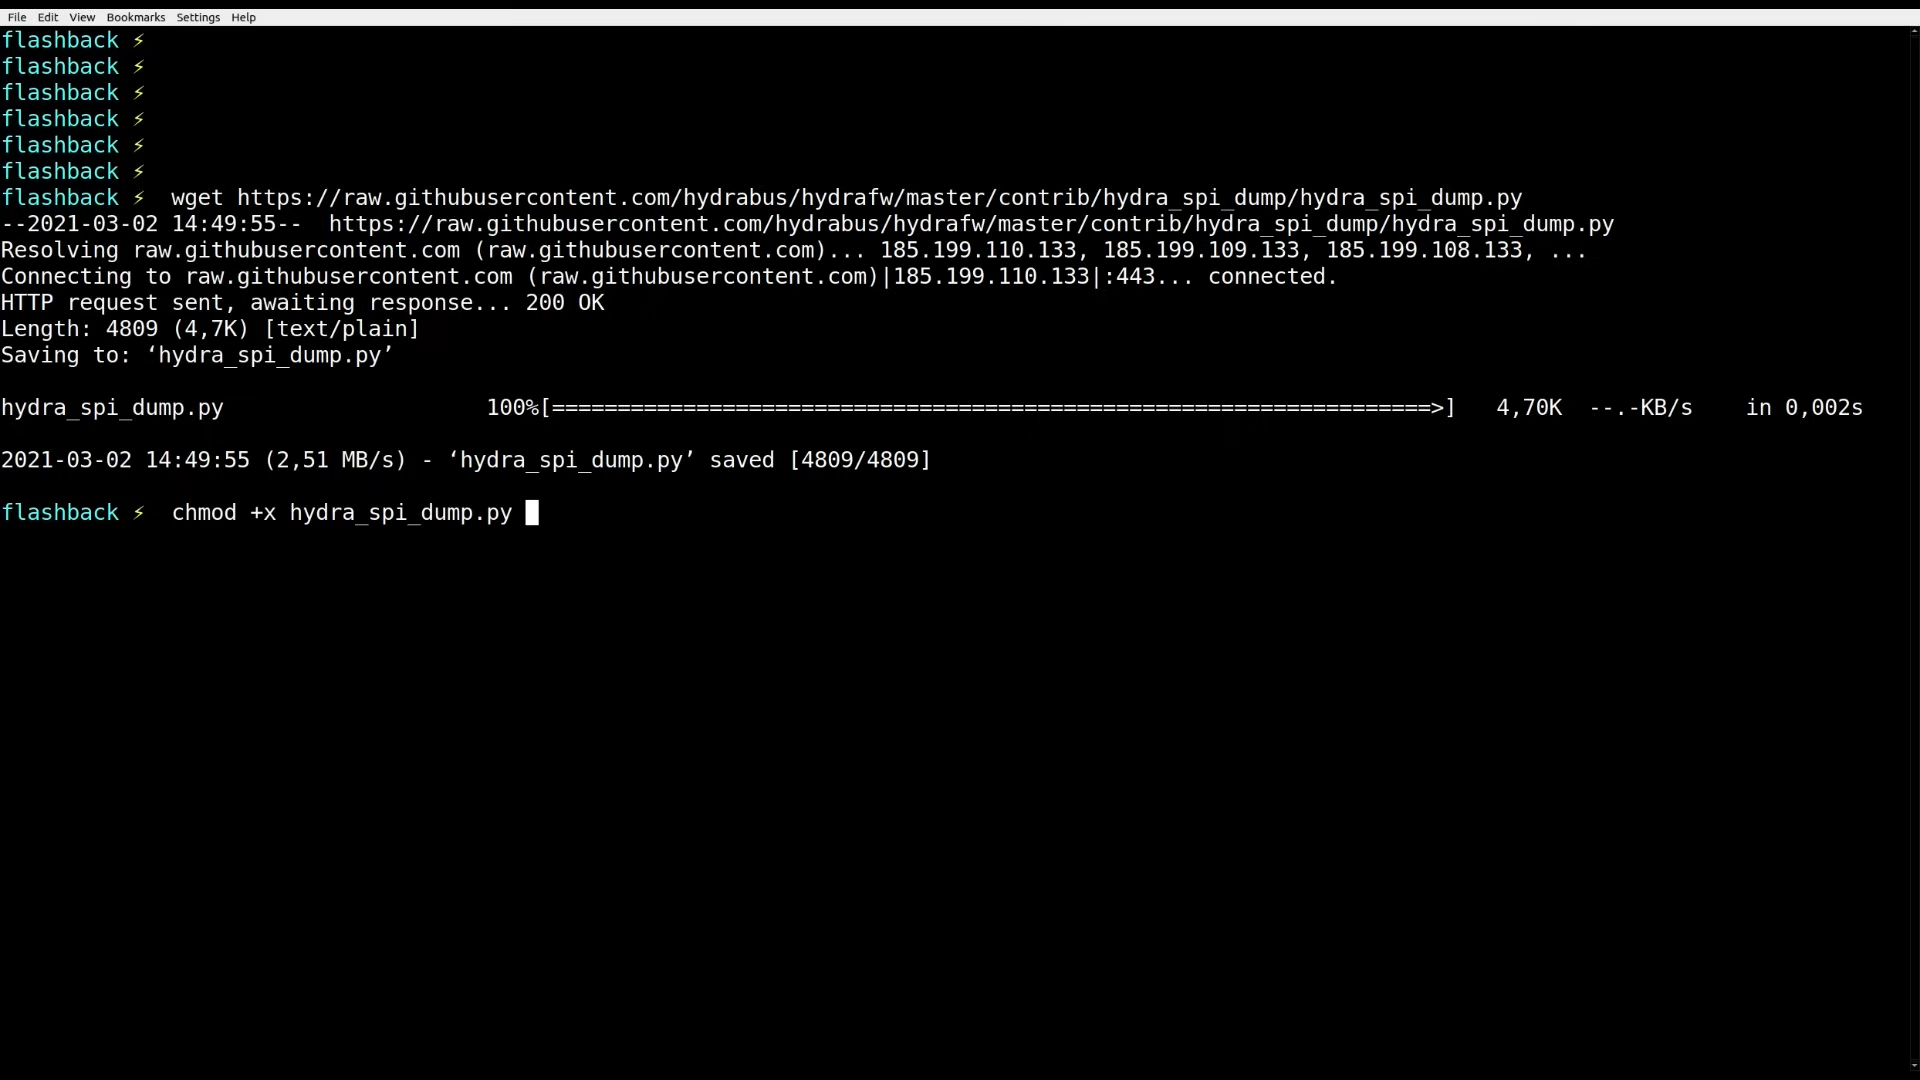 File Edit View Bookmarks Settings Help
flashback ⚡
flashback ⚡
flashback ⚡
flashback ⚡
flashback ⚡
flashback ⚡
flashback ⚡ wget https://raw.githubusercontent.com/hydrabus/hydrafw/master/contrib/hydra_spi_dump/hydra_spi_dump.py
--2021-03-02 14:49:55--  https://raw.githubusercontent.com/hydrabus/hydrafw/master/contrib/hydra_spi_dump/hydra_spi_dump.py
Resolving raw.githubusercontent.com (raw.githubusercontent.com)... 185.199.110.133, 185.199.109.133, 185.199.108.133, ...
Connecting to raw.githubusercontent.com (raw.githubusercontent.com)|185.199.110.133|:443... connected.
HTTP request sent, awaiting response... 200 OK
Length: 4809 (4,7K) [text/plain]
Saving to: ‘hydra_spi_dump.py’
hydra_spi_dump.py 100%[===================================================================>] 4,70K --.-KB/s in 0,002s
2021-03-02 14:49:55 (2,51 MB/s) - ‘hydra_spi_dump.py’ saved [4809/4809]
flashback ⚡ chmod +x hydra_spi_dump.py